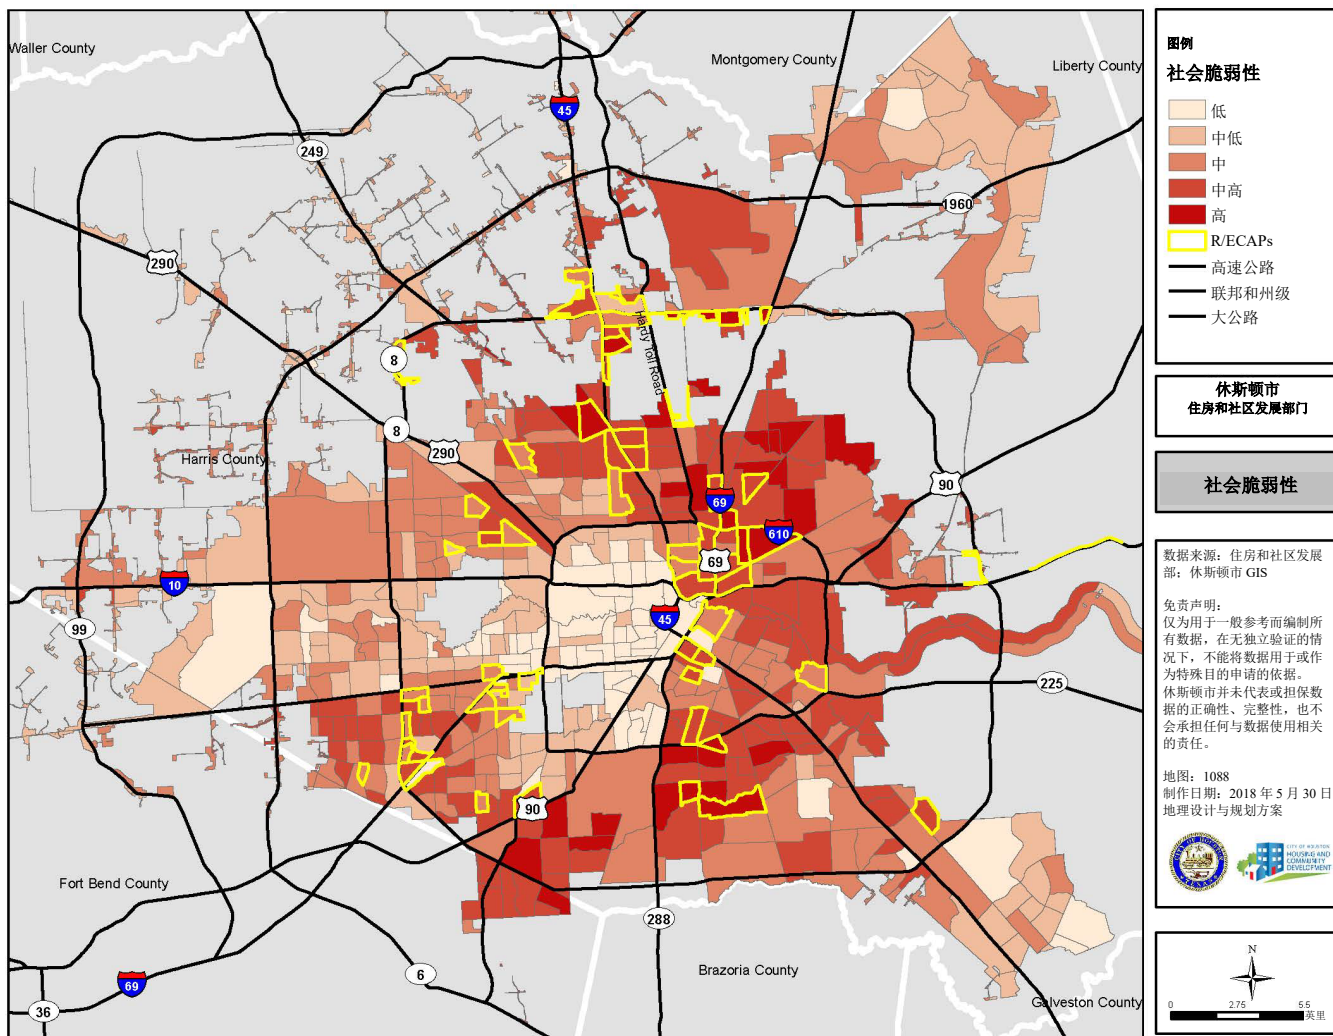 Waller County
Montgomery County
Liberty County
45
249
1960
290
Hardy Toll Road
8
8
290
Harris County
90
69
610
69
10
45
99
225
90
Fort Bend County
288
6
Brazoria County
69
36
Galveston County
图例
社会脆弱性
低
中低
中
中高
高
R/ECAPs
高速公路
联邦和州级
大公路
休斯顿市
住房和社区发展部门
社会脆弱性
数据来源：住房和社区发展
部；休斯顿市 GIS
免责声明：
仅为用于一般参考而编制所
有数据，在无独立验证的情
况下，不能将数据用于或作
为特殊目的申请的依据。
休斯顿市并未代表或担保数
据的正确性、完整性，也不
会承担任何与数据使用相关
的责任。
地图：1088
制作日期：2018 年 5 月 30 日
地理设计与规划方案
CITY OF HOUSTON
HOUSING AND
COMMUNITY
DEVELOPMENT
N
0 2.75 5.5
英里